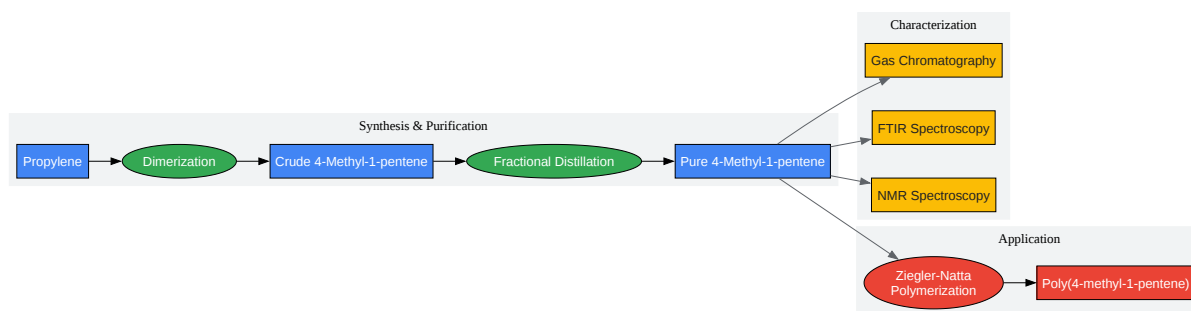 Characterization
Gas Chromatography
FTIR Spectroscopy
NMR Spectroscopy
Synthesis & Purification
Propylene
Dimerization
Crude 4-Methyl-1-pentene
Fractional Distillation
Pure 4-Methyl-1-pentene
Application
Ziegler-Natta
Polymerization
Poly(4-methyl-1-pentene)